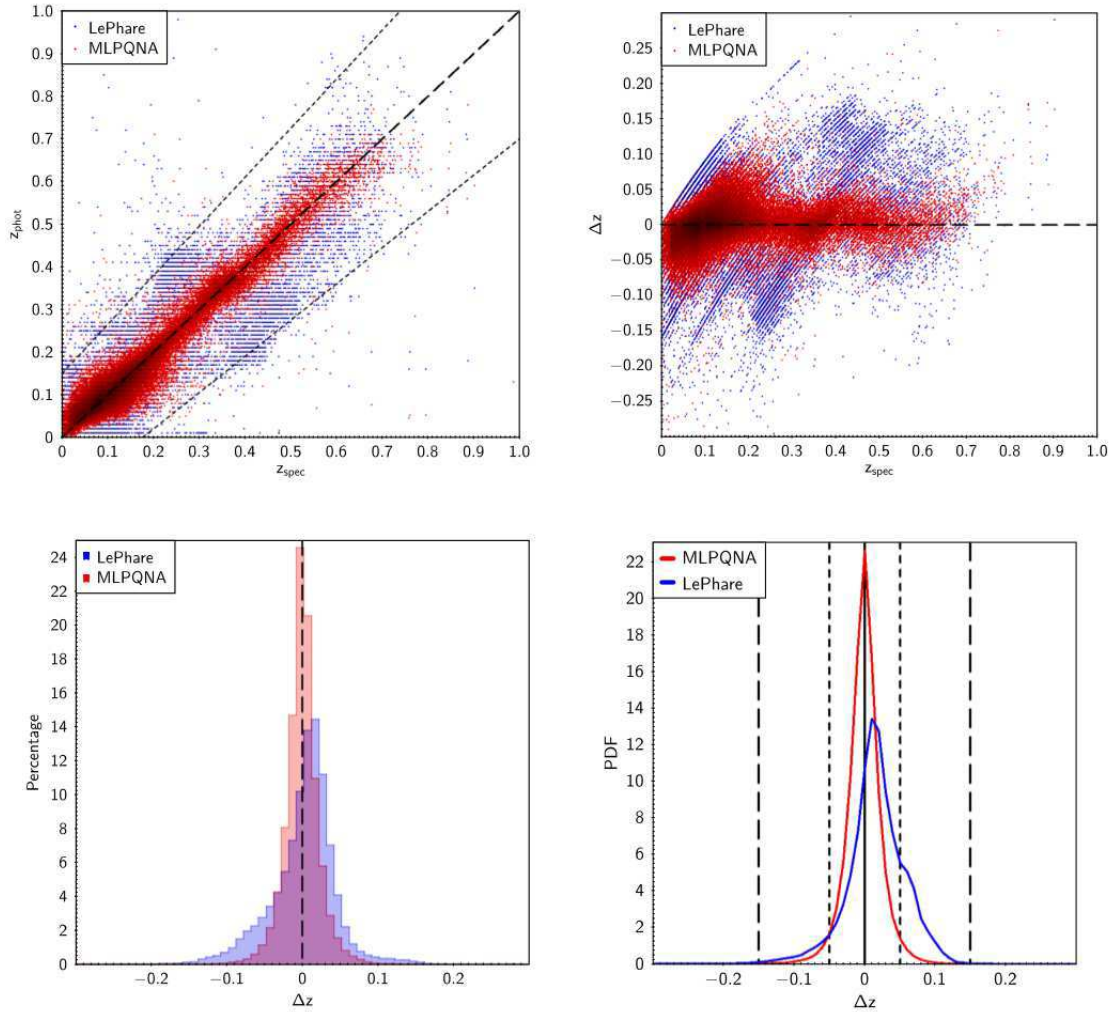 LePhare
MLPQNA
1.0
0.9
0.8
0.7
0.6
0.5
0.4
0.3
0.2
0.1
0
z_phot
0 0.1 0.2 0.3 0.4 0.5 0.6 0.7 0.8 0.9 1.0
z_spec
LePhare
MLPQNA
0.25
0.20
0.15
0.10
0.05
0
−0.05
−0.10
−0.15
−0.20
−0.25
Δz
0 0.1 0.2 0.3 0.4 0.5 0.6 0.7 0.8 0.9 1.0
z_spec
LePhare
MLPQNA
24
22
20
18
16
14
12
10
8
6
4
2
0
Percentage
−0.2 −0.1 0 0.1 0.2
Δz
MLPQNA
LePhare
22
20
18
16
14
12
10
8
6
4
2
0
PDF
−0.2 −0.1 0 0.1 0.2
Δz